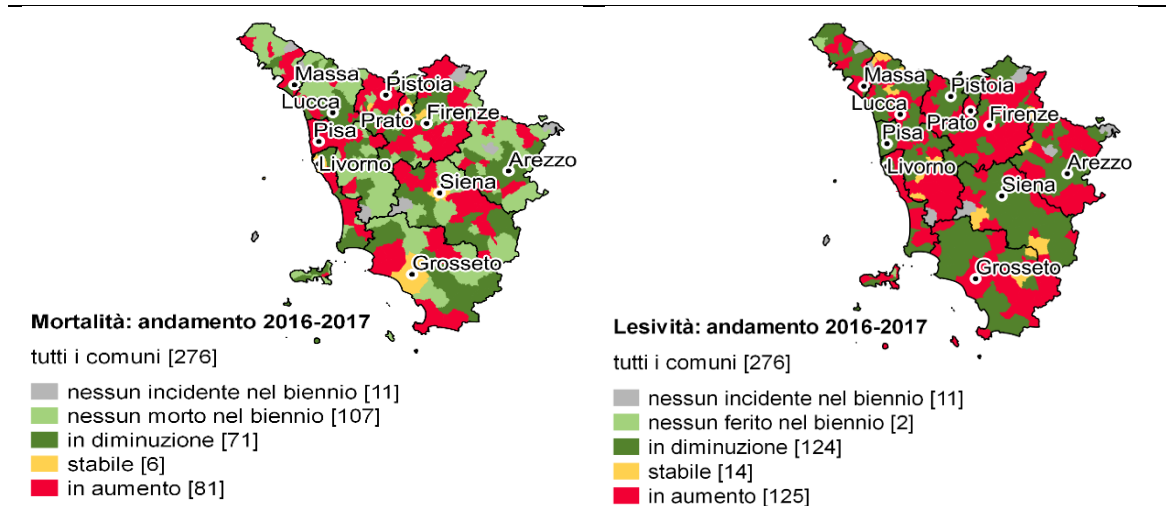 Massa
Pistoia
Lucca
Prato
Firenze
Pisa
Livorno
Arezzo
Siena
Grosseto
Mortalità: andamento 2016-2017
tutti i comuni [276]
nessun incidente nel biennio [11]
nessun morto nel biennio [107]
in diminuzione [71]
stabile [6]
in aumento [81]
Massa
Pistoia
Lucca
Prato
Firenze
Pisa
Livorno
Arezzo
Siena
Grosseto
Lesività: andamento 2016-2017
tutti i comuni [276]
nessun incidente nel biennio [11]
nessun ferito nel biennio [2]
in diminuzione [124]
stabile [14]
in aumento [125]